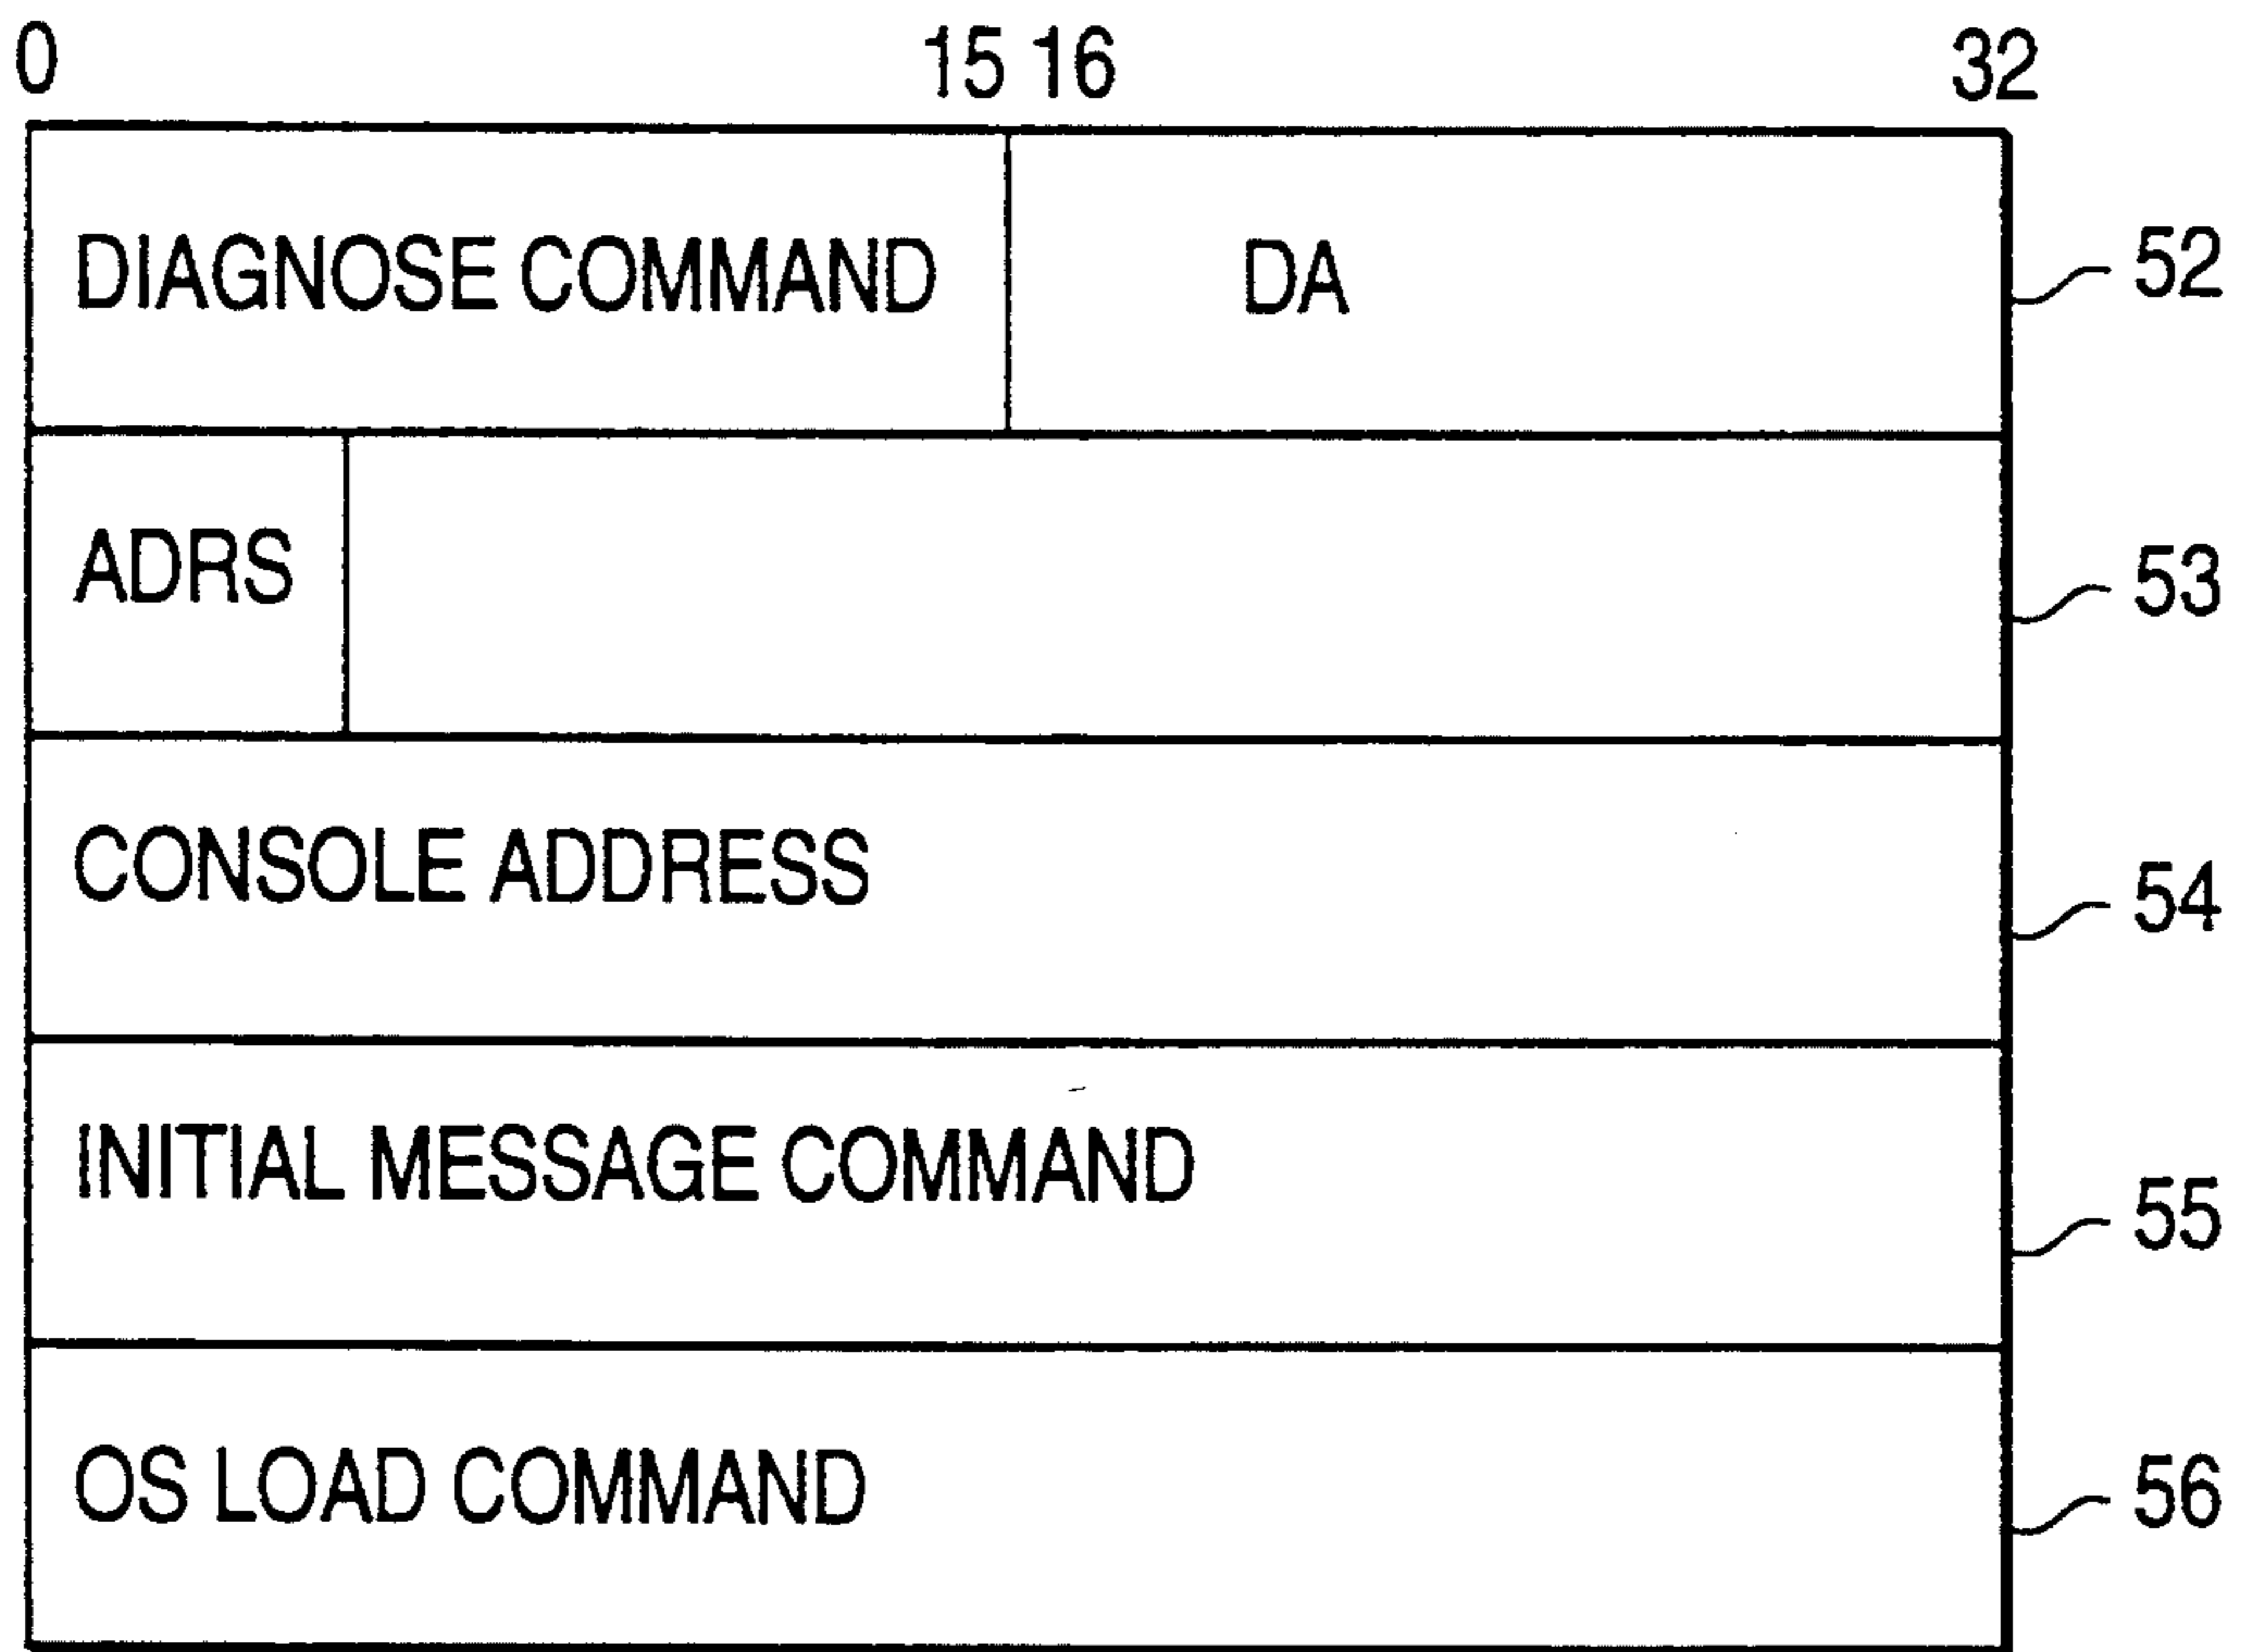 0 15 16 32
DIAGNOSE COMMAND DA 52
ADRS 53
CONSOLE ADDRESS 54
INITIAL MESSAGE COMMAND 55
OS LOAD COMMAND 56